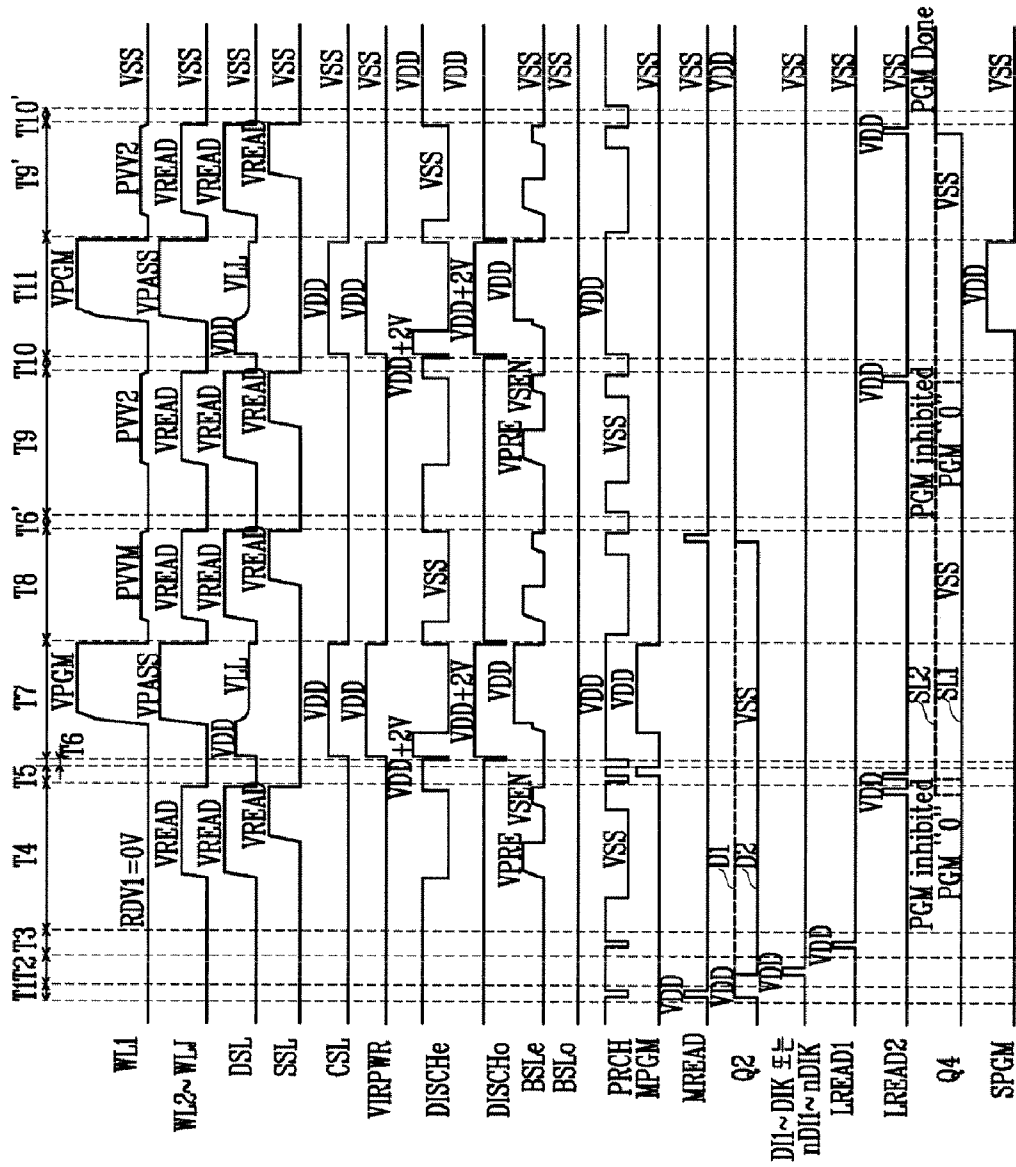 T1 T2 T3 T4 T5 T6 T7 T8 T6' T9 T10 T11 T9' T10'
WL1 RDV1=0V VPGM PVVM PVV2 VPGM PVV2 VSS
WL2~WLJ VREAD VPASS VREAD VREAD VPASS VREAD VSS
DSL VREAD VDD VLL VREAD VREAD VDD VLL VREAD VSS
SSL VREAD VREAD VREAD VREAD VSS
CSL VDD VDD VSS
VIRPWR VDD VDD VSS
DISCHe VDD+2V VSS VDD+2V VSS VDD
DISCHo VDD+2V VDD+2V VDD
BSLe VPRE VSEN VDD VPRE VSEN VDD VSS
BSLo VSS
PRCH VSS VDD VSS VDD
MPGM VDD VSS
MREAD VDD VSS
Q2 VDD D1 D2 VSS VDD
DI1~DIK 또는
nDI1~nDIK VDD VSS
LREAD1 VDD VSS
LREAD2 VDD VDD VDD VSS
Q4 PGM inhibited PGM "0" SL2 SL1 VSS PGM inhibited PGM "0" VSS PGM Done
SPGM VDD VSS